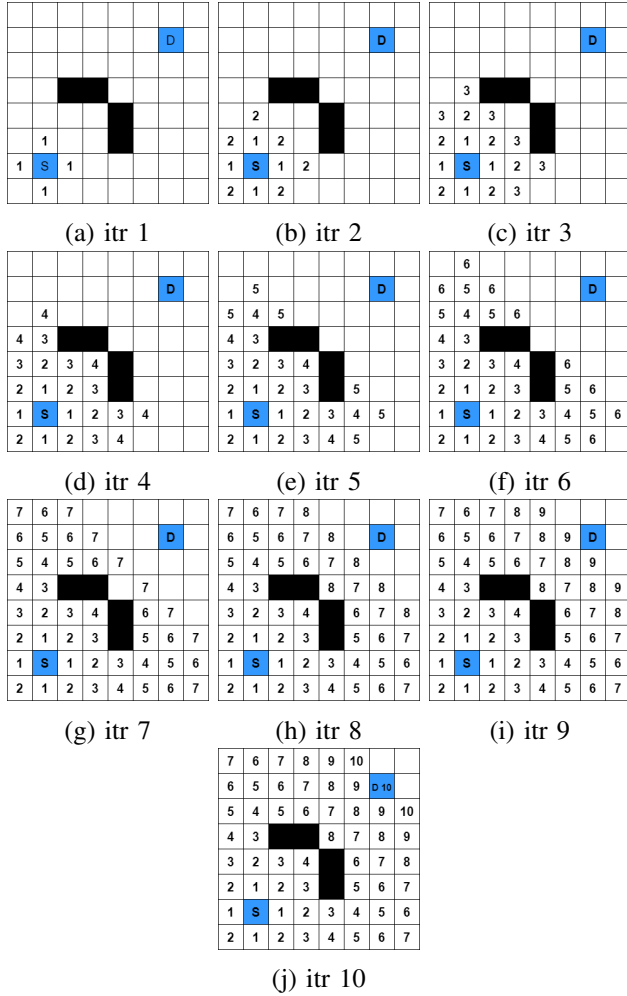 D
1
1 S 1
1
(a) itr 1
D
2
2 1 2
1 S 1 2
2 1 2
(b) itr 2
D
3
3 2 3
2 1 2 3
1 S 1 2 3
2 1 2 3
(c) itr 3
D
4
4 3
3 2 3 4
2 1 2 3
1 S 1 2 3 4
2 1 2 3 4
(d) itr 4
5 D
5 4 5
4 3
3 2 3 4
2 1 2 3 5
1 S 1 2 3 4 5
2 1 2 3 4 5
(e) itr 5
6
6 5 6 D
5 4 5 6
4 3
3 2 3 4 6
2 1 2 3 5 6
1 S 1 2 3 4 5 6
2 1 2 3 4 5 6
(f) itr 6
7 6 7
6 5 6 7 D
5 4 5 6 7
4 3 7
3 2 3 4 6 7
2 1 2 3 5 6 7
1 S 1 2 3 4 5 6
2 1 2 3 4 5 6 7
(g) itr 7
7 6 7 8
6 5 6 7 8 D
5 4 5 6 7 8
4 3 8 7 8
3 2 3 4 6 7 8
2 1 2 3 5 6 7
1 S 1 2 3 4 5 6
2 1 2 3 4 5 6 7
(h) itr 8
7 6 7 8 9
6 5 6 7 8 9 D
5 4 5 6 7 8 9
4 3 8 7 8 9
3 2 3 4 6 7 8
2 1 2 3 5 6 7
1 S 1 2 3 4 5 6
2 1 2 3 4 5 6 7
(i) itr 9
7 6 7 8 9 10
6 5 6 7 8 9 D 10
5 4 5 6 7 8 9 10
4 3 8 7 8 9
3 2 3 4 6 7 8
2 1 2 3 5 6 7
1 S 1 2 3 4 5 6
2 1 2 3 4 5 6 7
(j) itr 10